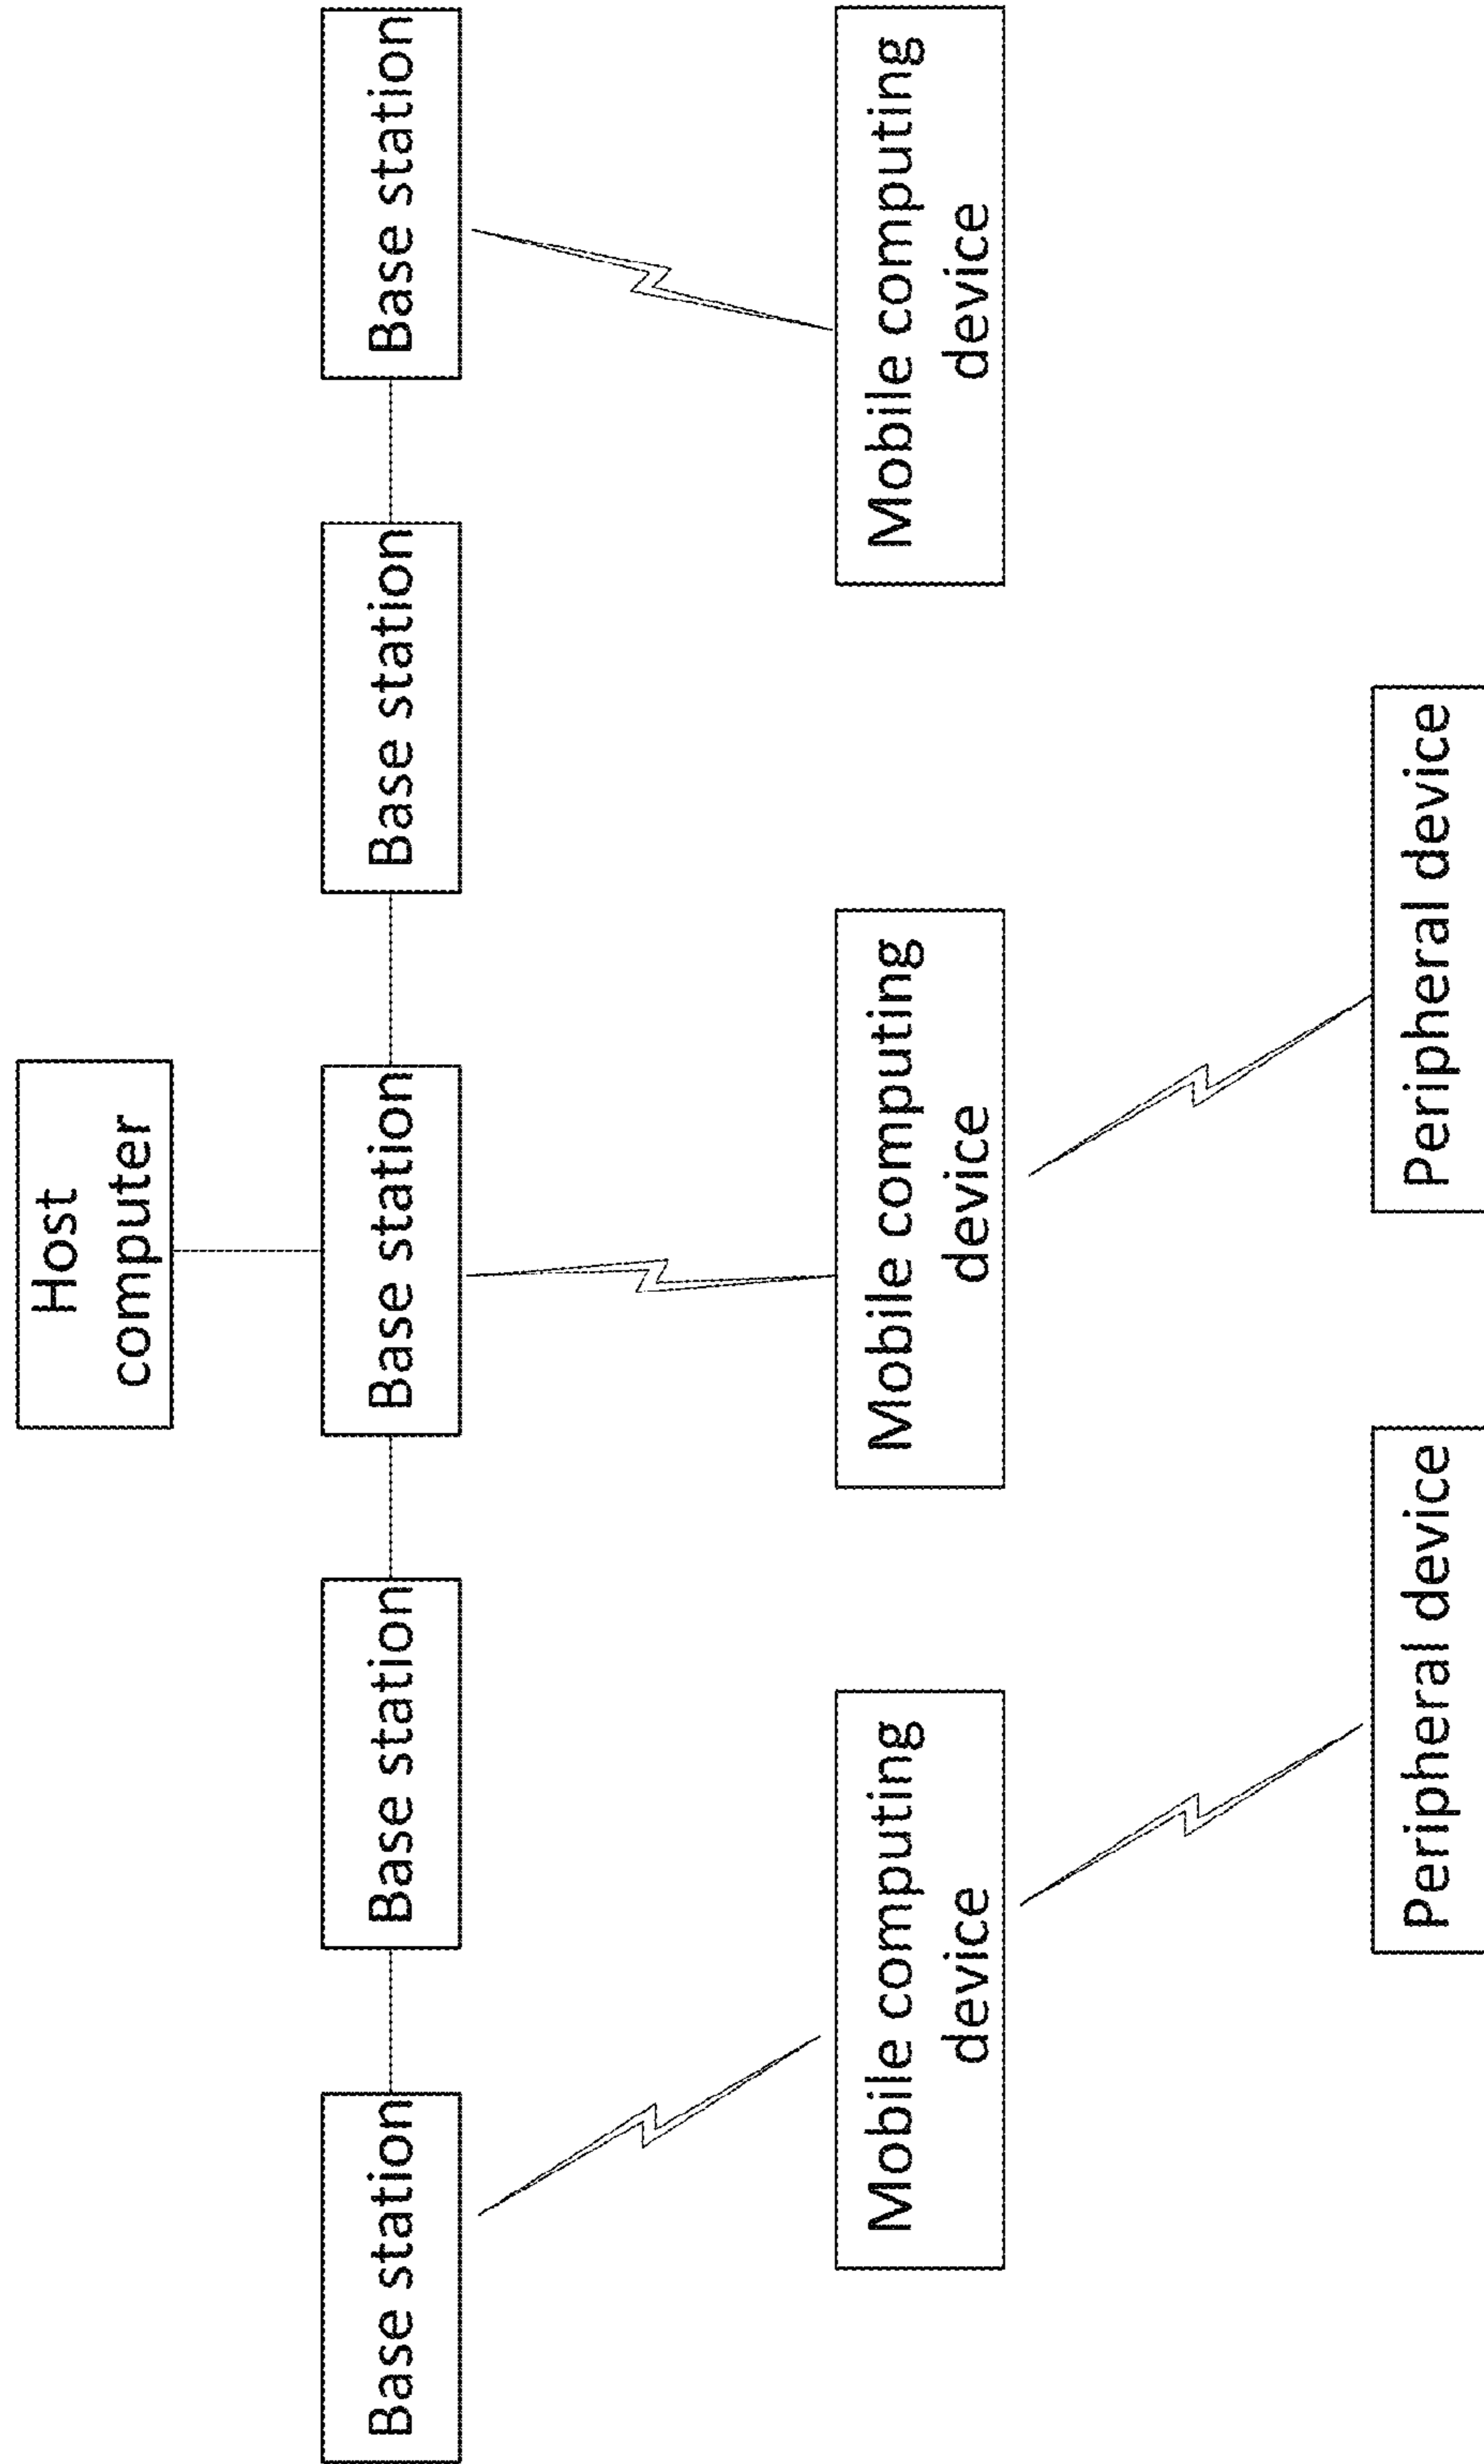 Host
computer
Base station
Base station
Base station
Base station
Base station
Mobile computing
device
Mobile computing
device
Mobile computing
device
Peripheral device
Peripheral device